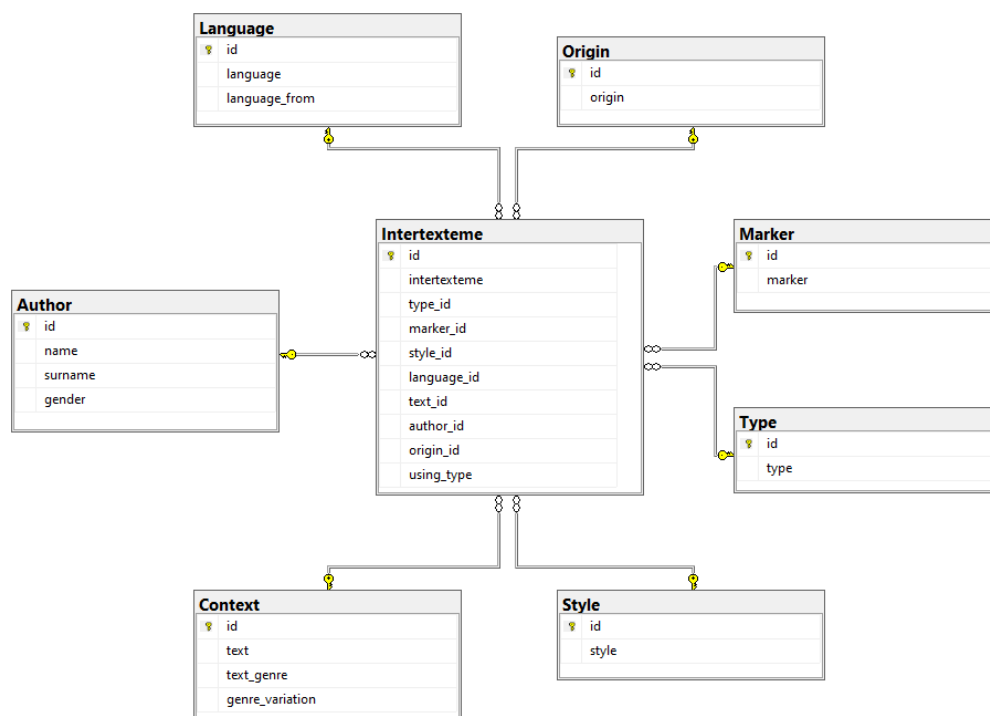 Language
id
language
language_from
Origin
id
origin
Intertexteme
id
intertexteme
type_id
marker_id
style_id
language_id
text_id
author_id
origin_id
using_type
Marker
id
marker
Author
id
name
surname
gender
Type
id
type
Context
id
text
text_genre
genre_variation
Style
id
style